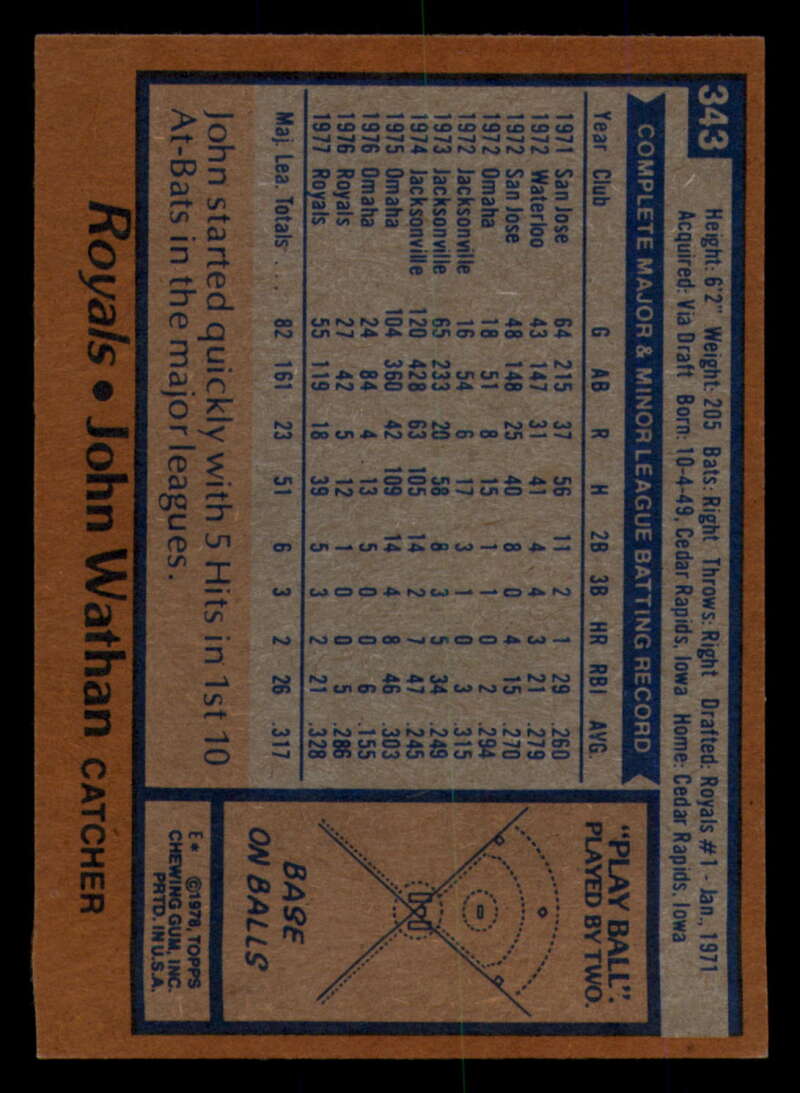 343
Height: 6'2" Weight: 205 Bats: Right Throws: Right Drafted: Royals #1 - Jan., 1971
Acquired: Via Draft Born: 10-4-49, Cedar Rapids, Iowa Home: Cedar Rapids, Iowa
COMPLETE MAJOR & MINOR LEAGUE BATTING RECORD
Year Club G AB R H 2B 3B HR RBI AVG.
1971 San Jose 64 215 37 56 11 2 1 29 .260
1972 Waterloo 43 147 31 41 4 4 3 21 .279
1972 San Jose 48 148 25 40 8 0 4 15 .270
1972 Omaha 18 51 8 15 1 1 0 2 .294
1972 Jacksonville 16 54 6 17 3 1 0 3 .315
1973 Jacksonville 65 233 20 58 8 3 5 34 .249
1974 Jacksonville 120 428 63 105 14 2 7 47 .245
1975 Omaha 104 360 42 109 14 4 8 46 .303
1976 Omaha 24 84 4 13 5 0 0 6 .155
1976 Royals 27 42 5 12 1 0 0 5 .286
1977 Royals 55 119 18 39 5 3 2 21 .328
Maj. Lea. Totals . . . 82 161 23 51 6 3 2 26 .317
John started quickly with 5 Hits in 1st 10
At-Bats in the major leagues.
"PLAY BALL":
PLAYED BY TWO.
BASE
ON BALLS
E* ©1978, TOPPS
CHEWING GUM, INC.
PRTD. IN U.S.A.
Royals • John Wathan CATCHER